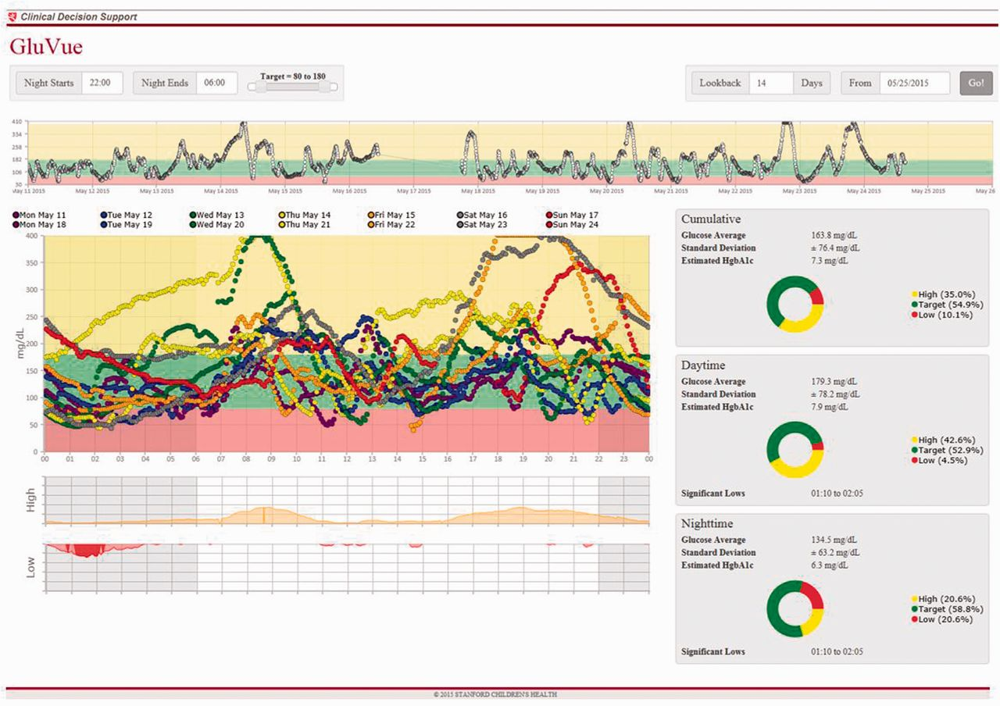 Clinical Decision Support
GluVue
Night Starts 22:00 Night Ends 06:00 Target = 80 to 180 Lookback 14 Days From 05/25/2015 Go!
410
334
258
182
106
30
May 11 2015 May 12 2015 May 13 2015 May 14 2015 May 15 2015 May 16 2015 May 17 2015 May 18 2015 May 19 2015 May 20 2015 May 21 2015 May 22 2015 May 23 2015 May 24 2015 May 25 2015 May 26
Mon May 11 Tue May 12 Wed May 13 Thu May 14 Fri May 15 Sat May 16 Sun May 17
Mon May 18 Tue May 19 Wed May 20 Thu May 21 Fri May 22 Sat May 23 Sun May 24
400
350
300
250
200
150
100
50
0
mg/dL
00 01 02 03 04 05 06 07 08 09 10 11 12 13 14 15 16 17 18 19 20 21 22 23 00
High
Low
Cumulative
Glucose Average 163.8 mg/dL
Standard Deviation ± 76.4 mg/dL
Estimated HgbA1c 7.3 mg/dL
High (35.0%)
Target (54.9%)
Low (10.1%)
Daytime
Glucose Average 179.3 mg/dL
Standard Deviation ± 78.2 mg/dL
Estimated HgbA1c 7.9 mg/dL
High (42.6%)
Target (52.9%)
Low (4.5%)
Significant Lows 01:10 to 02:05
Nighttime
Glucose Average 134.5 mg/dL
Standard Deviation ± 63.2 mg/dL
Estimated HgbA1c 6.3 mg/dL
High (20.6%)
Target (58.8%)
Low (20.6%)
Significant Lows 01:10 to 02:05
© 2015 STANFORD CHILDREN'S HEALTH